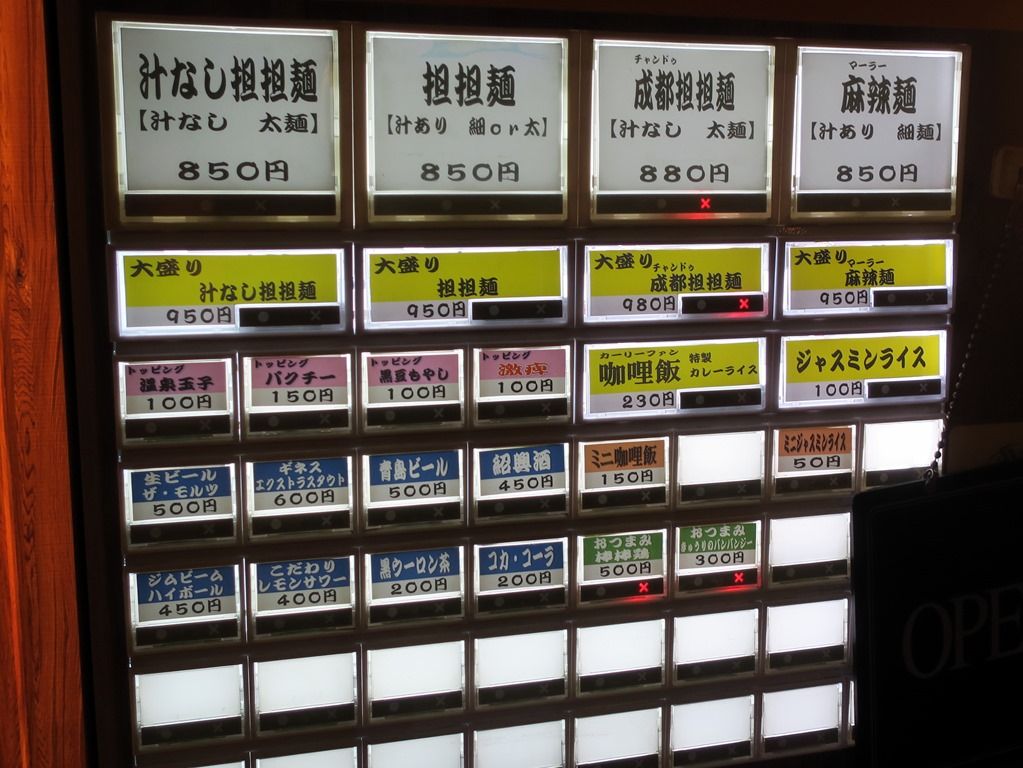 汁なし担担麺
【汁なし 太麺】
850円
担担麺
【汁あり 細or太】
850円
チャンドゥ
成都担担麺
【汁なし 太麺】
880円
マーラー
麻辣麺
【汁あり 細麺】
850円
大盛り
汁なし担担麺
950円
大盛り
担担麺
950円
大盛り
チャンドゥ
成都担担麺
980円
大盛り
マーラー
麻辣麺
950円
トッピング
温泉玉子
100円
トッピング
パクチー
150円
トッピング
黒豆もやし
100円
トッピング
激痺
100円
カーリーファン
咖哩飯 特製カレーライス
230円
ジャスミンライス
100円
生ビール
ザ・モルツ
500円
ギネス
エクストラスタウト
600円
青島ビール
500円
紹興酒
450円
ミニ咖哩飯
150円
ミニジャスミンライス
50円
ジムビーム
ハイボール
450円
こだわり
レモンサワー
400円
黒ウーロン茶
200円
コカ・コーラ
200円
おつまみ
棒棒鶏
500円
おつまみ
きゅうりのバンバンジー
300円
OPE